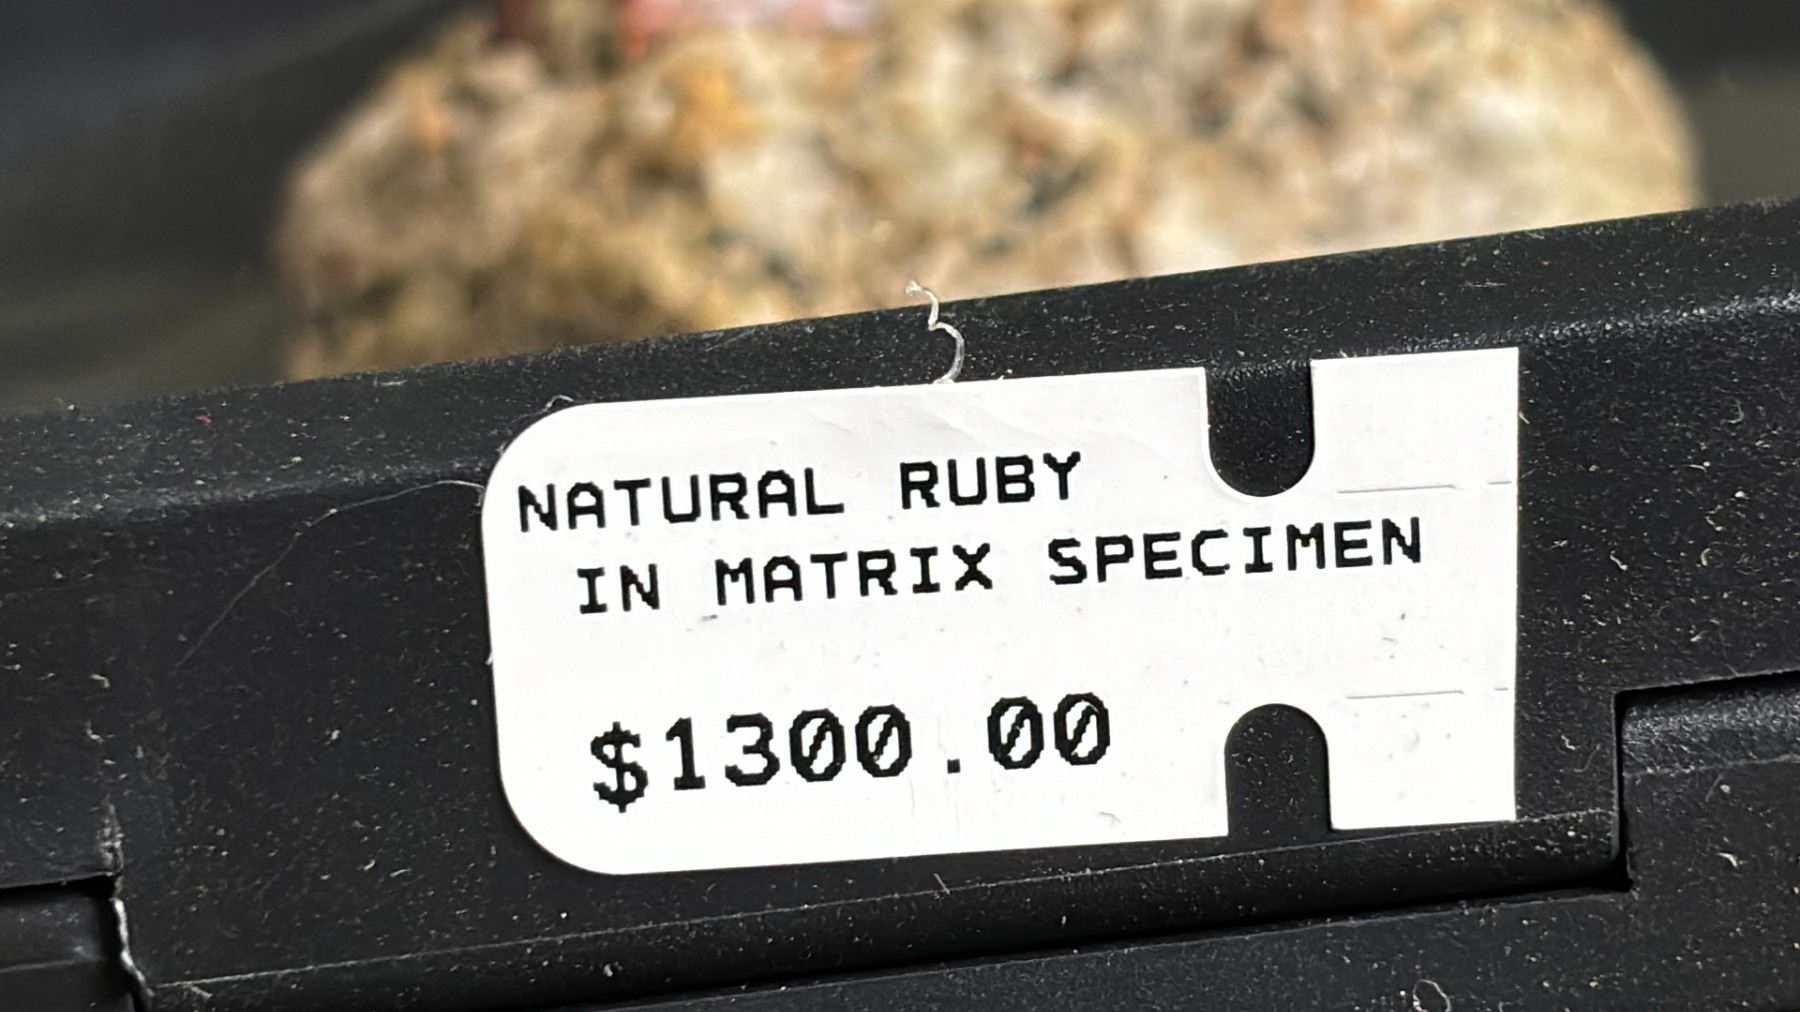 NATURAL RUBY
IN MATRIX SPECIMEN
$1300.00